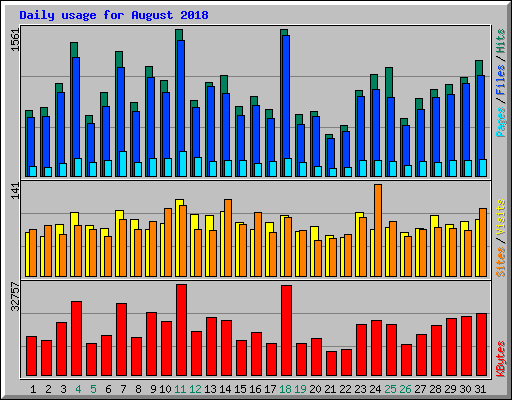 Daily usage for August 2018
1561
Pages / Files / Hits
141
Sites / Visits
32757
KBytes
1 2 3 4 5 6 7 8 9 10 11 12 13 14 15 16 17 18 19 20 21 22 23 24 25 26 27 28 29 30 31